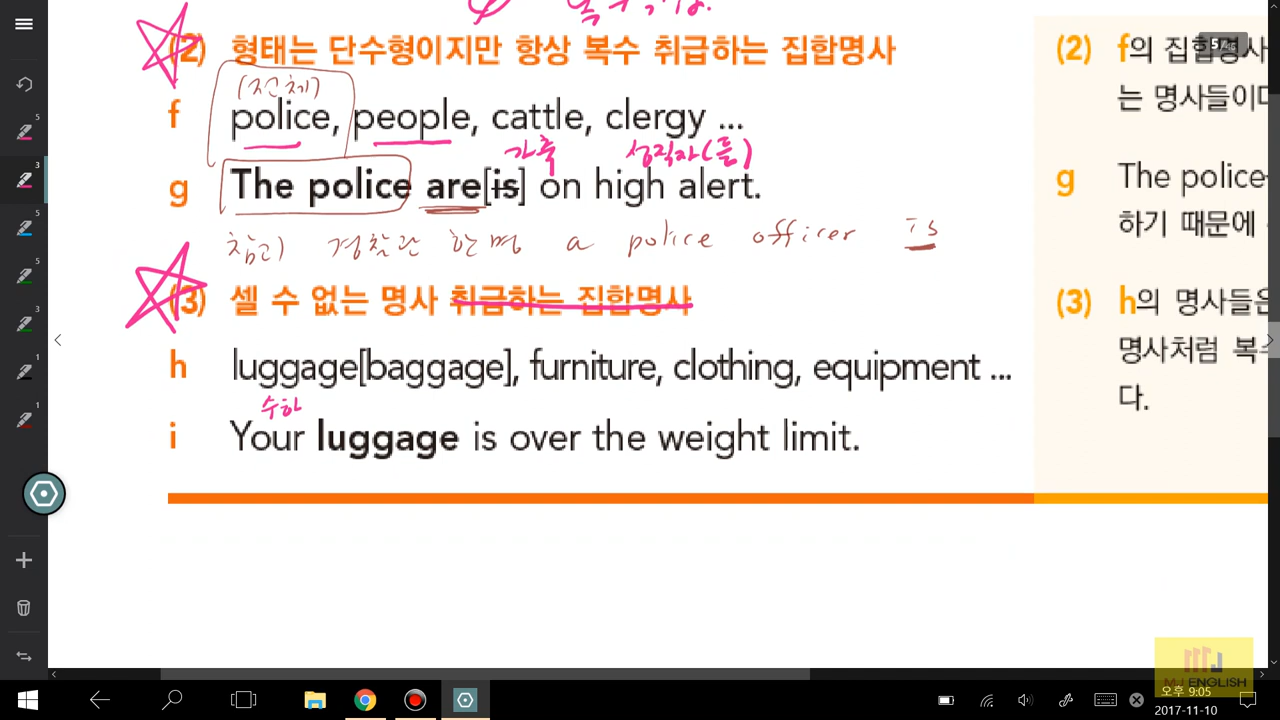 복수
(2) 형태는 단수형이지만 항상 복수 취급하는 집합명사
(전체)
f police, people, cattle, clergy ...
가축 성직자(들)
g The police are[is] on high alert.
참고 경찰관 한명 a police officer is
(3) 셀 수 없는 명사 취급하는 집합명사
h luggage[baggage], furniture, clothing, equipment ...
수하
i Your luggage is over the weight limit.
(2) f의 집합명사
는 명사들이다
g The police
하기 때문에
(3) h의 명사들은
명사처럼 복수
다.
MJ ENGLISH
오후 9:05
2017-11-10